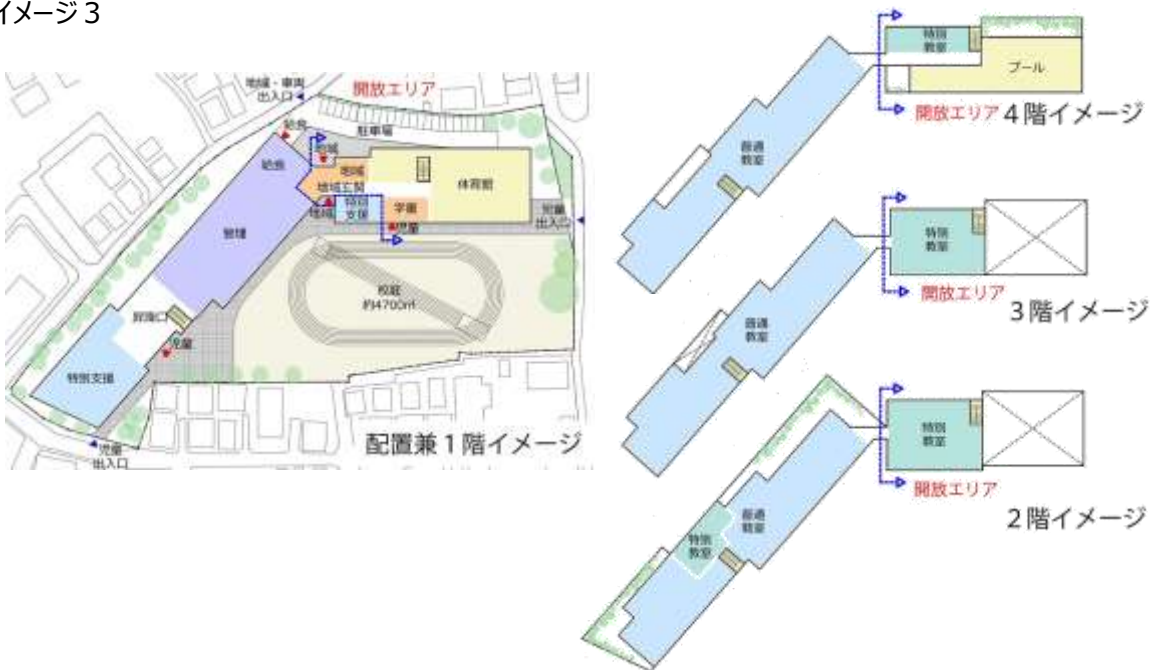 イメージ３
地域・車両
出入口
開放エリア
給食
駐車場
地域
給食
地域
地域玄関
体育館
地域
特別
支援
学童
児童
児童
出入口
管理
校庭
約4700㎡
昇降口
児童
特別支援
児童
出入口
配置兼１階イメージ
特別
教室
プール
開放エリア
４階イメージ
普通
教室
特別
教室
開放エリア
３階イメージ
普通
教室
特別
教室
開放エリア
２階イメージ
普通
教室
特別
教室